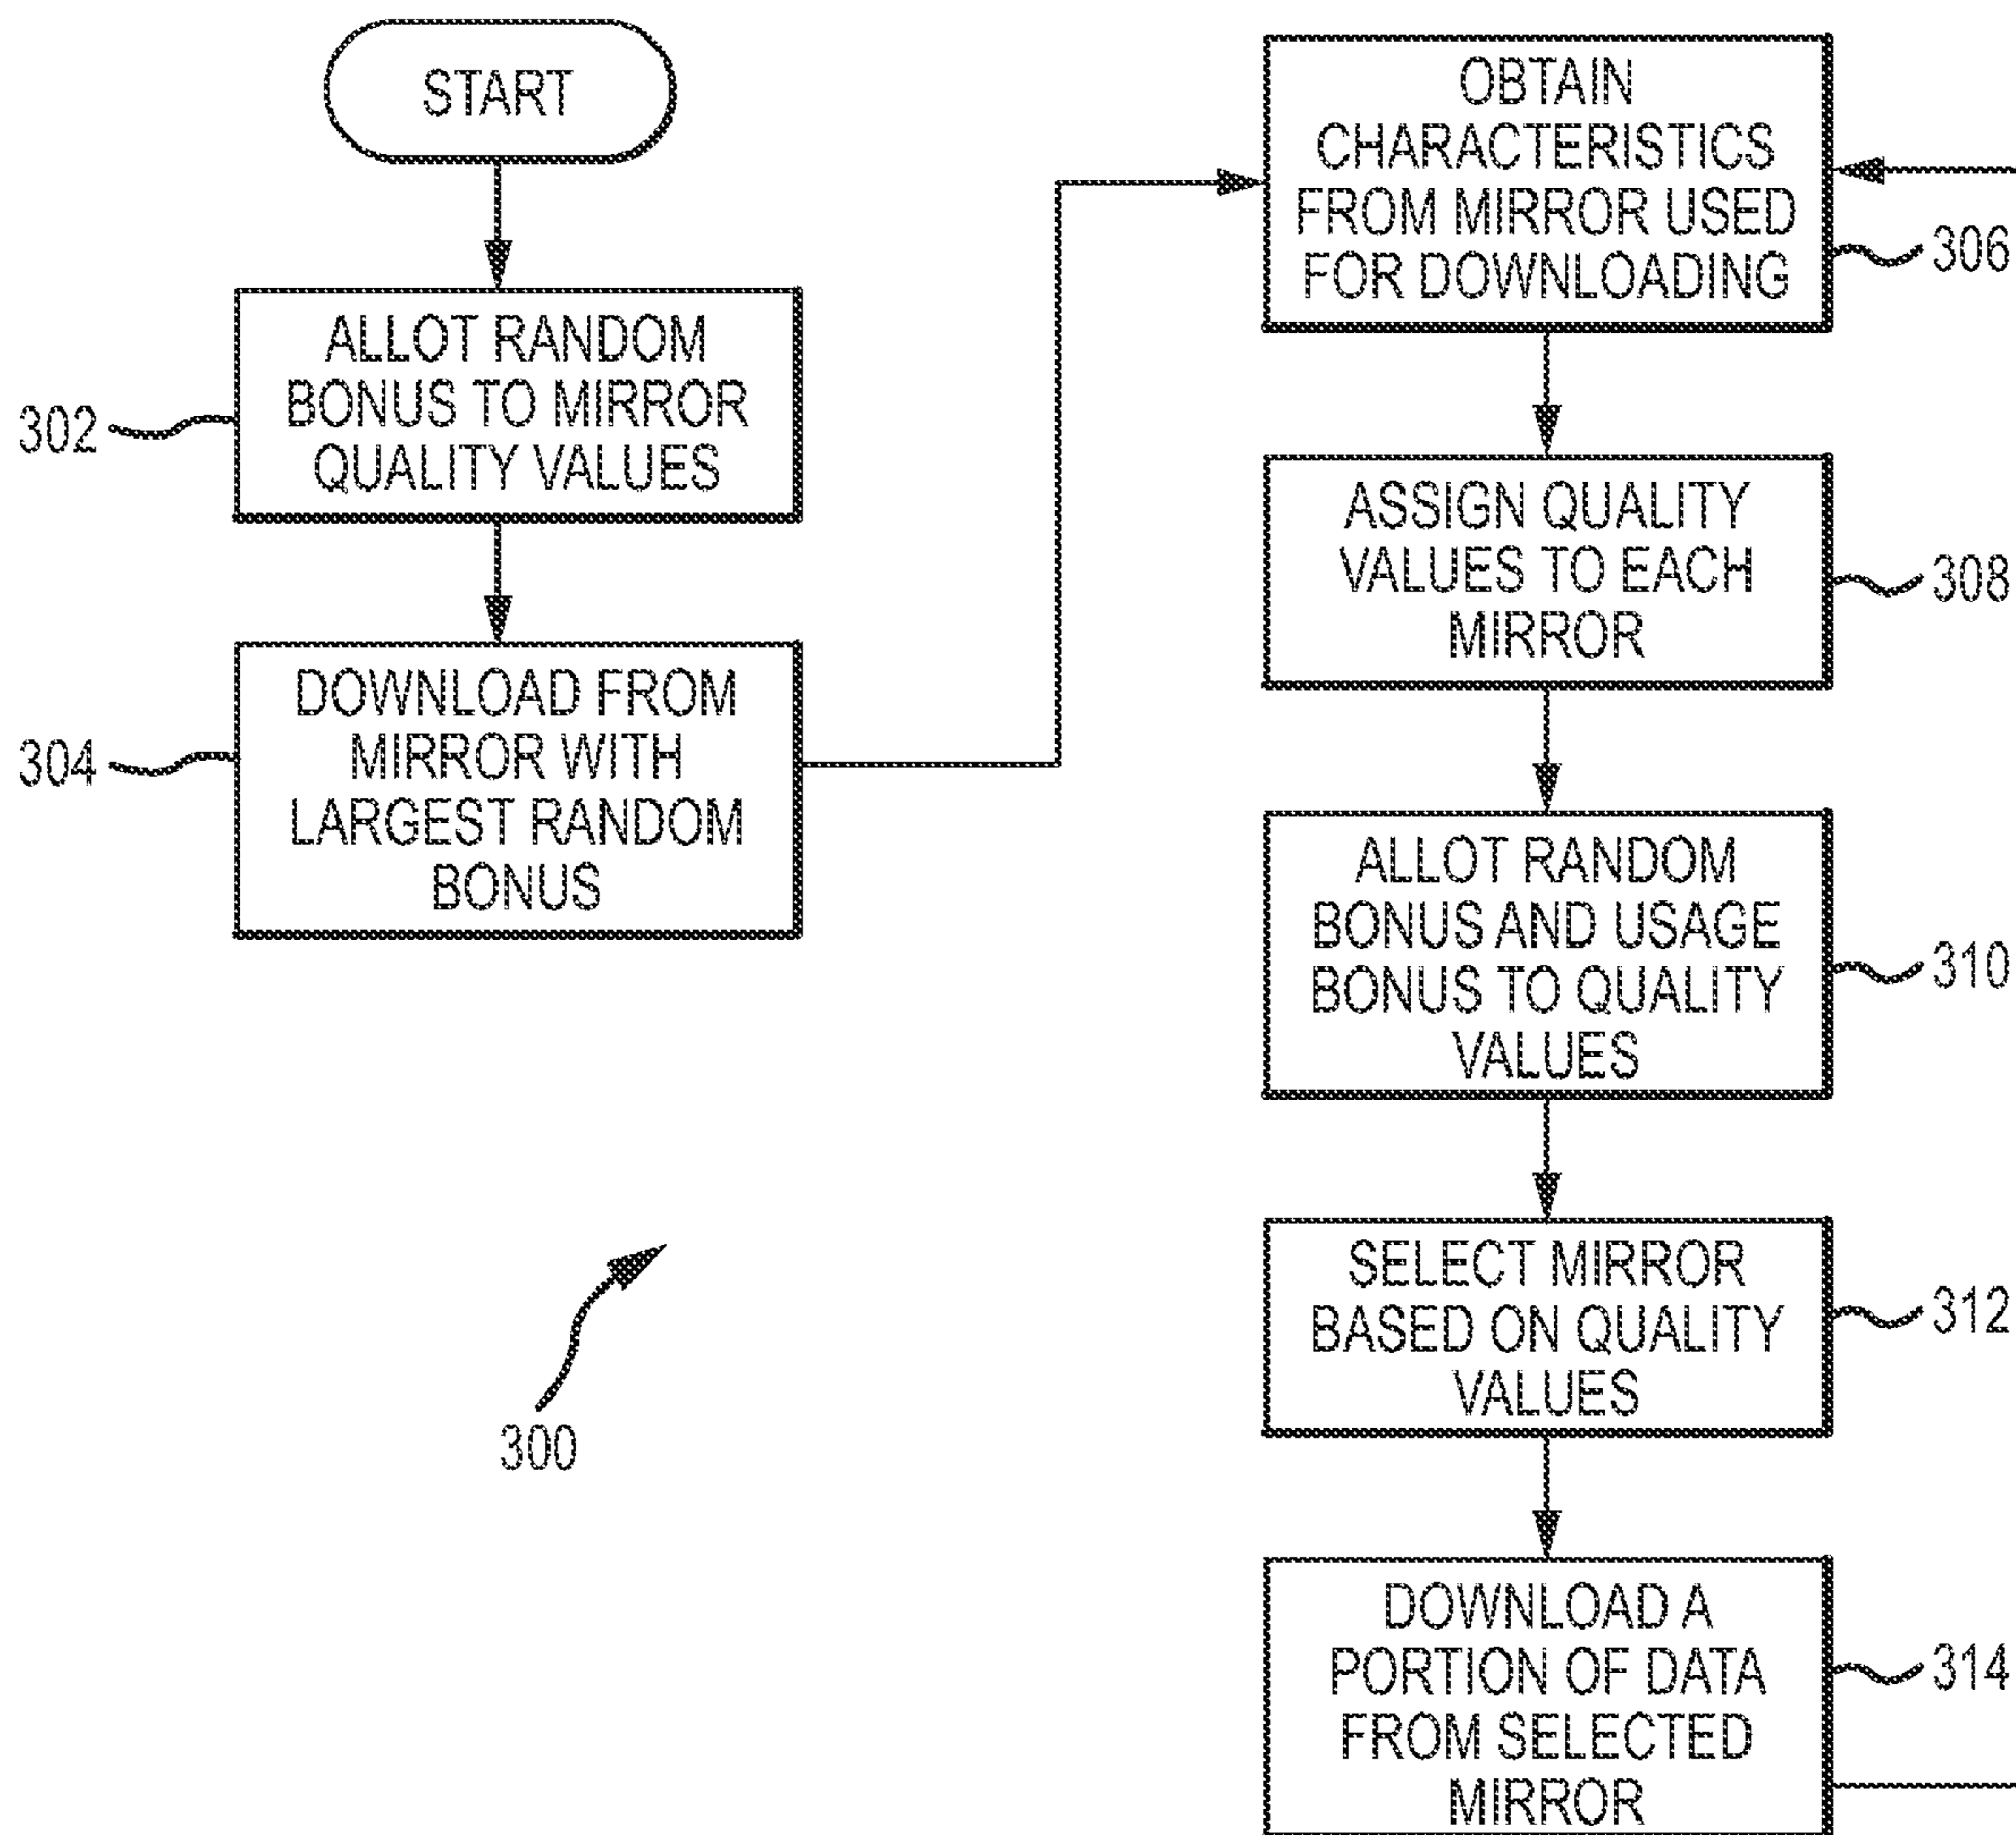 START
302
ALLOT RANDOM
BONUS TO MIRROR
QUALITY VALUES
304
DOWNLOAD FROM
MIRROR WITH
LARGEST RANDOM
BONUS
300
OBTAIN
CHARACTERISTICS
FROM MIRROR USED
FOR DOWNLOADING
306
ASSIGN QUALITY
VALUES TO EACH
MIRROR
308
ALLOT RANDOM
BONUS AND USAGE
BONUS TO QUALITY
VALUES
310
SELECT MIRROR
BASED ON QUALITY
VALUES
312
DOWNLOAD A
PORTION OF DATA
FROM SELECTED
MIRROR
314